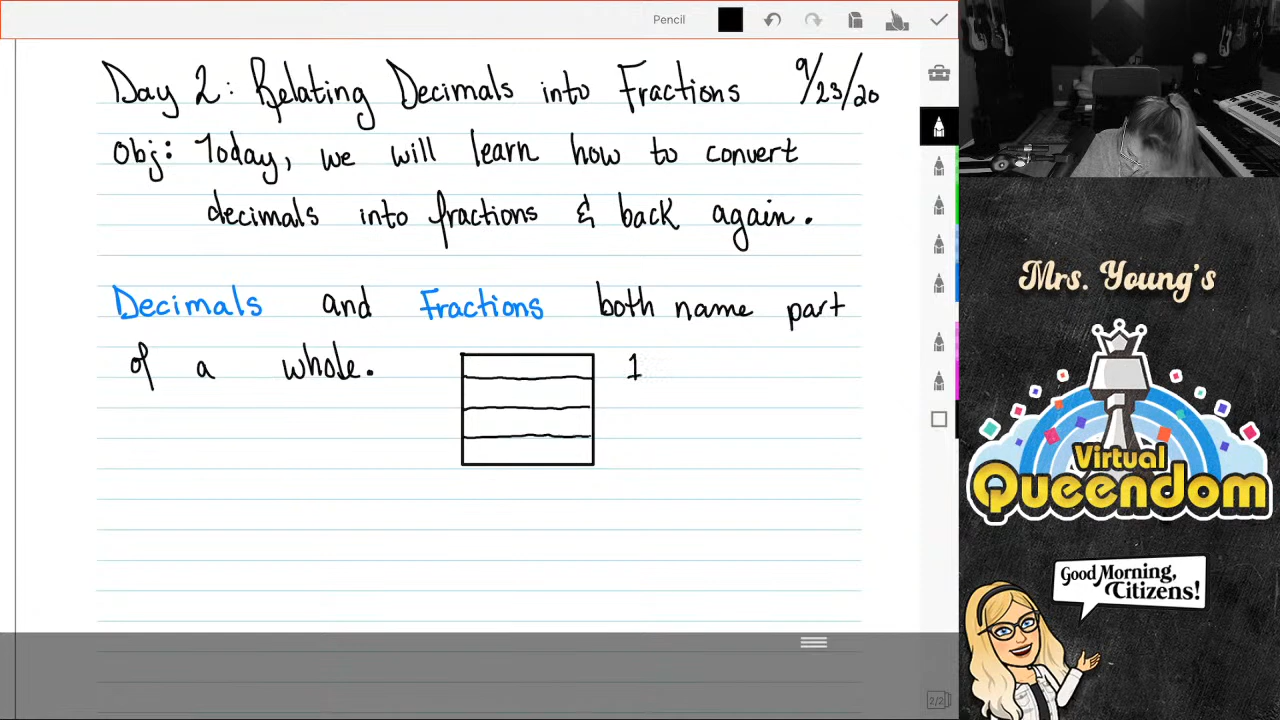 Pencil
Day 2: Relating Decimals into Fractions 9/23/20
Obj: Today, we will learn how to convert
decimals into fractions & back again.
Decimals and Fractions both name part
of a whole. 1
Mrs. Young's
Virtual
Queendom
Good Morning,
Citizens!
2/2